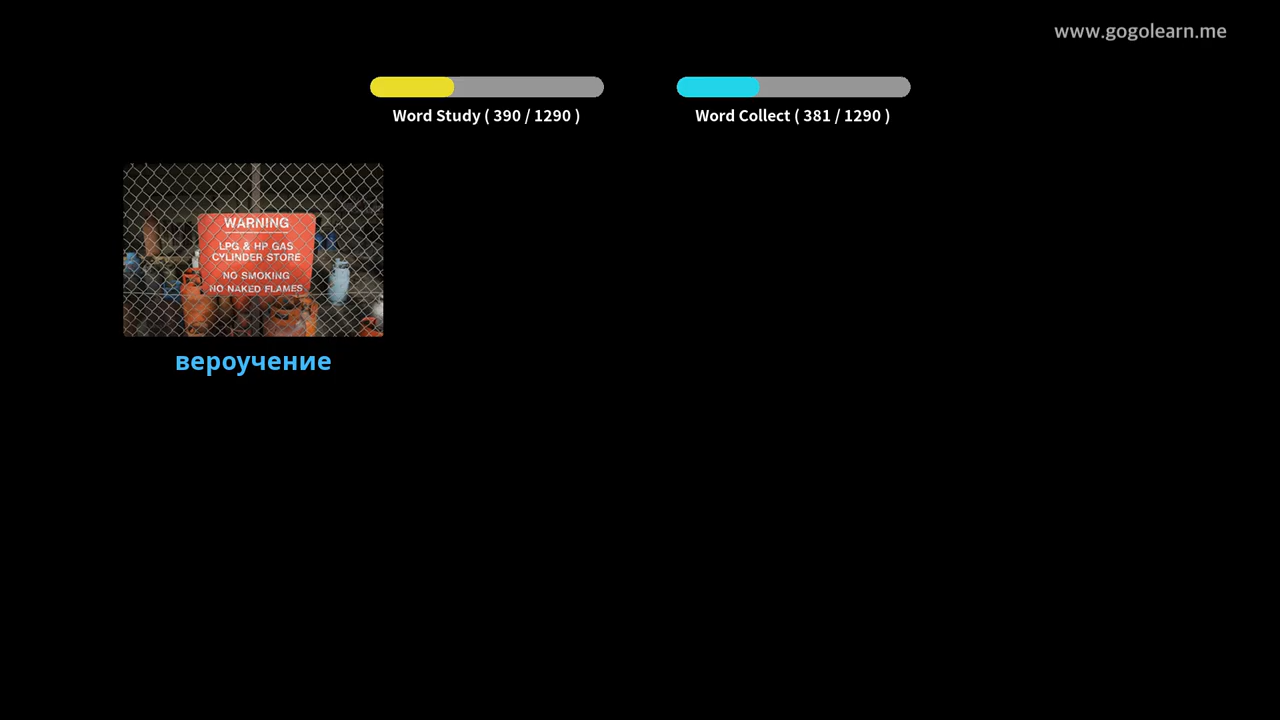 www.gogolearn.me
Word Study ( 390 / 1290 )
Word Collect ( 381 / 1290 )
WARNING
LPG & HP GAS
CYLINDER STORE
NO SMOKING
NO NAKED FLAMES
вероучение